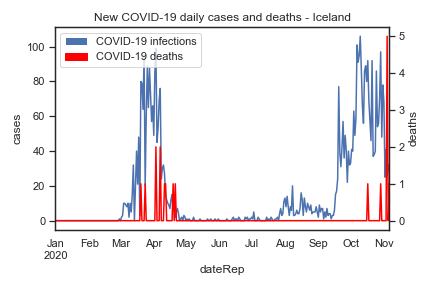 New COVID-19 daily cases and deaths - Iceland
COVID-19 infections
COVID-19 deaths
100
80
60
40
20
0
cases
5
4
3
2
1
0
deaths
Jan Feb Mar Apr May Jun Jul Aug Sep Oct Nov
2020
dateRep